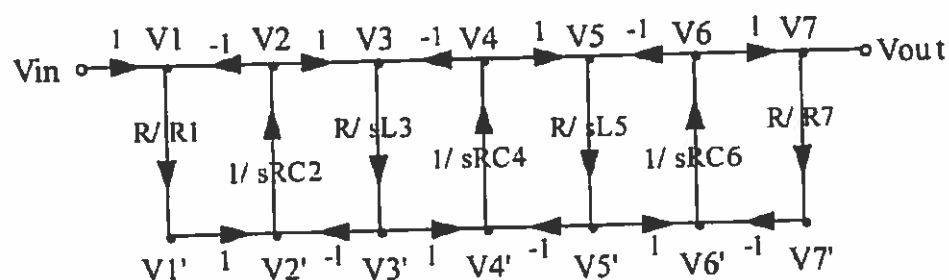 1 V1 -1 V2 1 V3 -1 V4 1 V5 -1 V6 1 V7
Vin Vout
R/ R1 R/ sL3 R/ sL5 R/ R7
1/ sRC2 1/ sRC4 1/ sRC6
V1' 1 V2' -1 V3' 1 V4' -1 V5' 1 V6' -1 V7'